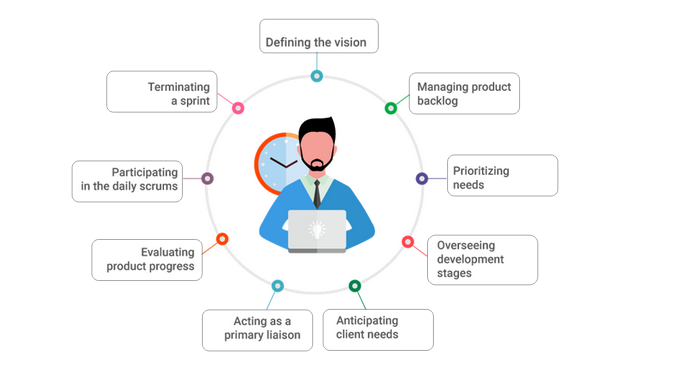 Defining the vision
Managing product
backlog
Prioritizing
needs
Overseeing
development
stages
Anticipating
client needs
Acting as a
primary liaison
Evaluating
product progress
Participating
in the daily scrums
Terminating
a sprint